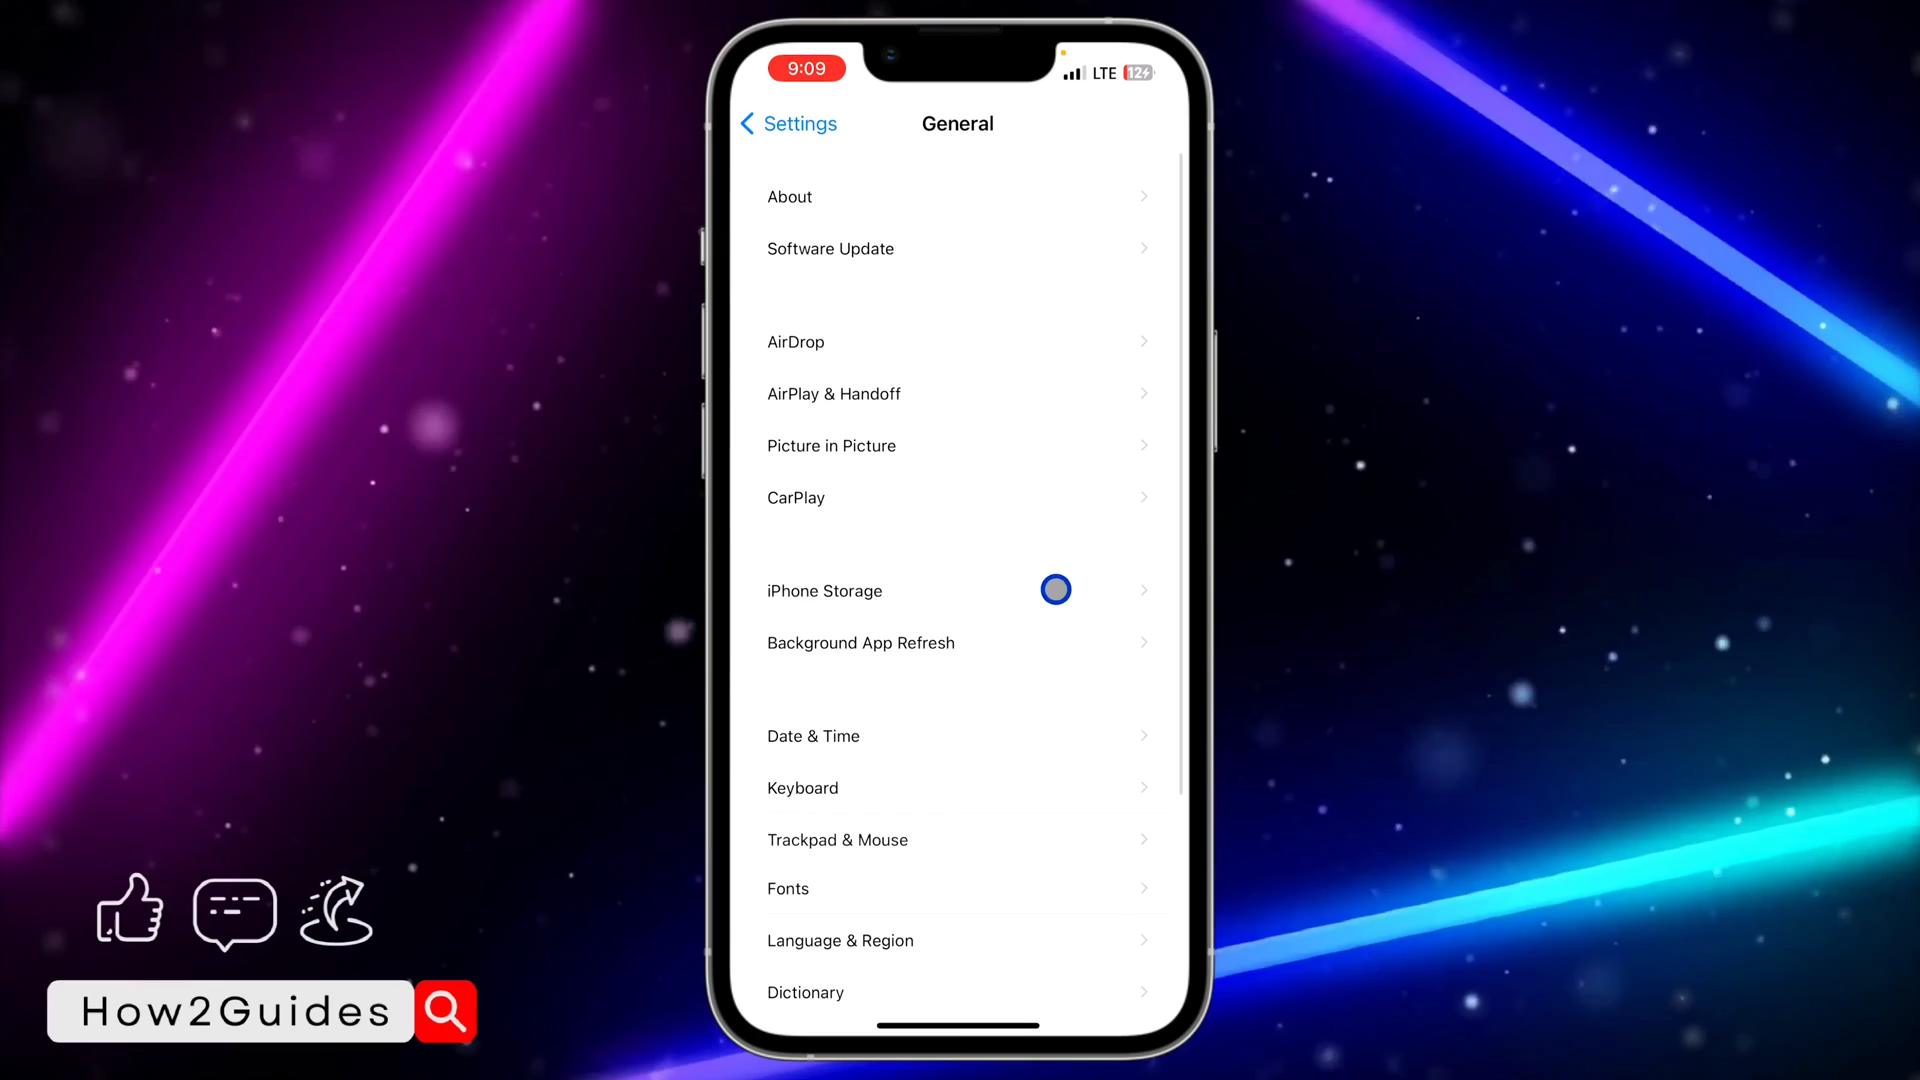 9:09
LTE 12
Settings
General
About
Software Update
AirDrop
AirPlay & Handoff
Picture in Picture
CarPlay
iPhone Storage
Background App Refresh
Date & Time
Keyboard
Trackpad & Mouse
Fonts
Language & Region
Dictionary
How2Guides